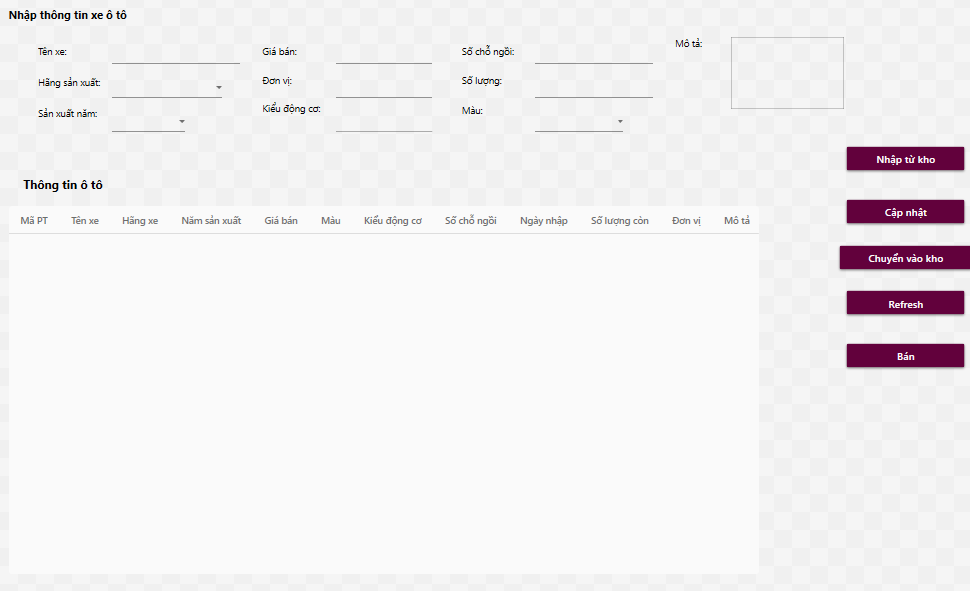 Nhập thông tin xe ô tô
Tên xe: Giá bán: Số chỗ ngồi: Mô tả:
Hãng sản xuất: Đơn vị: Số lượng:
Sản xuất năm: Kiểu động cơ: Màu:
Nhập từ kho
Thông tin ô tô
Cập nhật
Mã PT Tên xe Hãng xe Năm sản xuất Giá bán Màu Kiểu động cơ Số chỗ ngồi Ngày nhập Số lượng còn Đơn vị Mô tả
Chuyển vào kho
Refresh
Bán